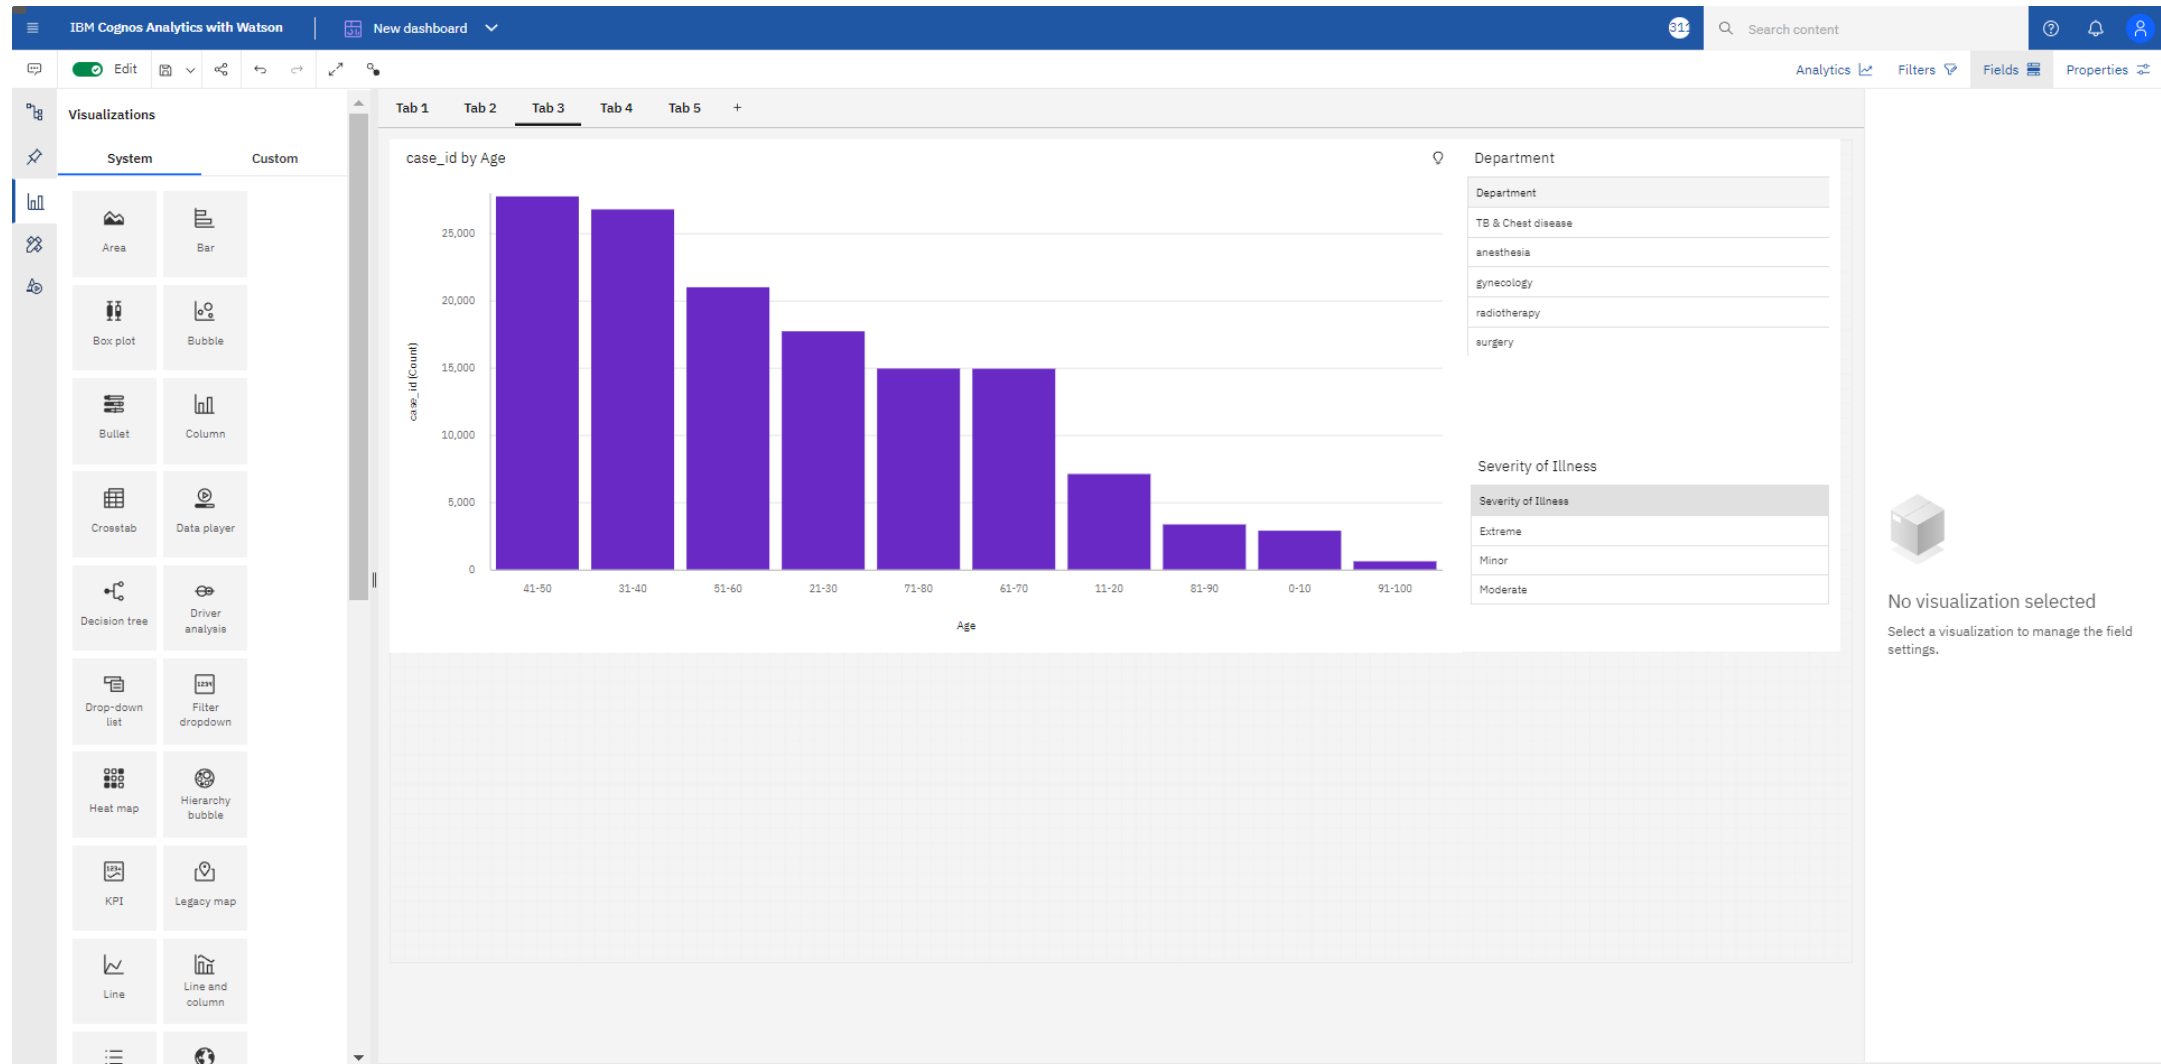 IBM Cognos Analytics with Watson
New dashboard
311
Search content
Edit
Analytics
Filters
Fields
Properties
Visualizations
System
Custom
Area
Bar
Box plot
Bubble
Bullet
Column
Crosstab
Data player
Decision tree
Driver
analysis
Drop-down
list
Filter
dropdown
Heat map
Hierarchy
bubble
KPI
Legacy map
Line
Line and
column
Tab 1
Tab 2
Tab 3
Tab 4
Tab 5
+
case_id by Age
case_id (Count)
25,000
20,000
15,000
10,000
5,000
0
41-50
31-40
51-60
21-30
71-80
61-70
11-20
81-90
0-10
91-100
Age
Department
Department
TB & Chest disease
anesthesia
gynecology
radiotherapy
surgery
Severity of Illness
Severity of Illness
Extreme
Minor
Moderate
No visualization selected
Select a visualization to manage the field
settings.